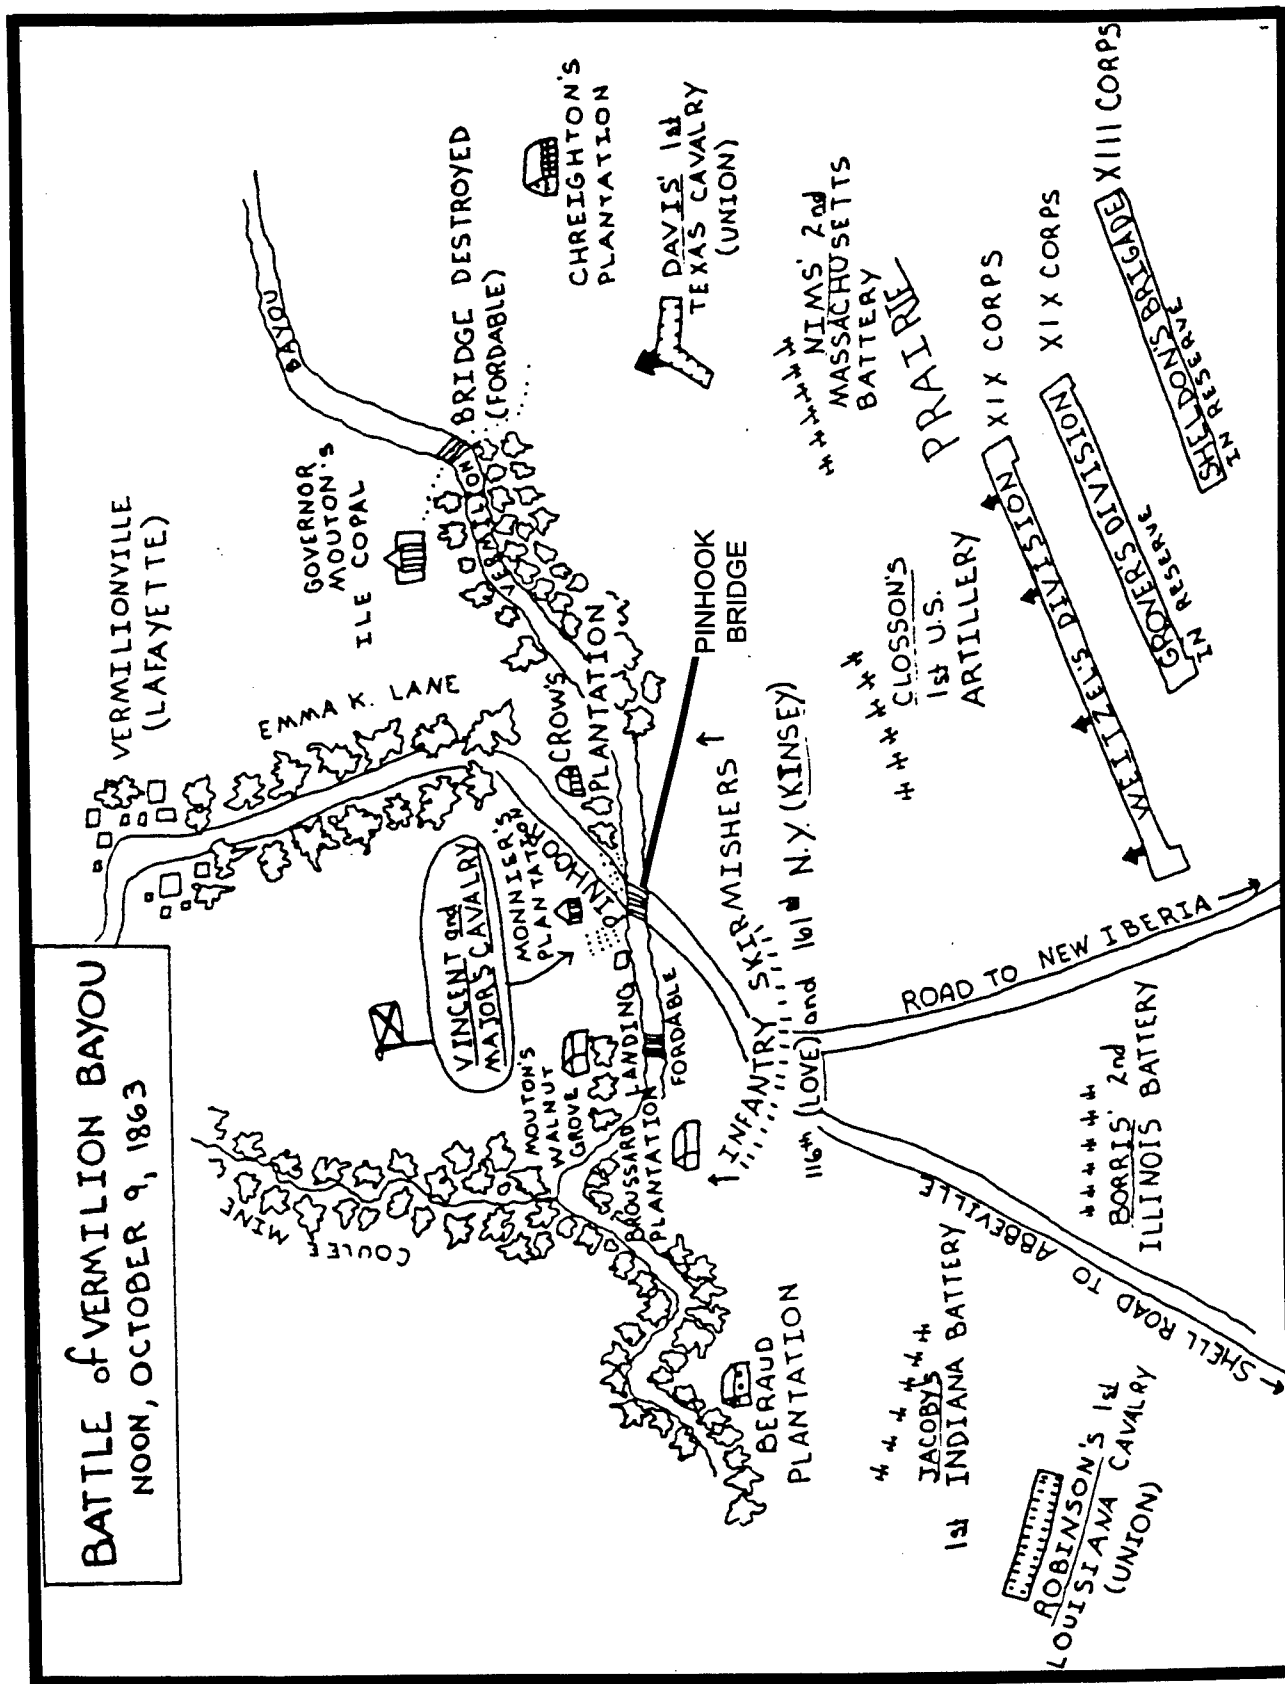 BATTLE of VERMILION BAYOU
NOON, OCTOBER 9, 1863
VERMILIONVILLE
(LAFAYETTE)
EMMA K. LANE
GOVERNOR
MOUTON'S
ILE COPAL
BAYOU
VERMILION
BRIDGE DESTROYED
(FORDABLE)
CHREIGHTON'S
PLANTATION
COULEE MINE
VINCENT and
MAJORS CAVALRY
MONNIER'S
PLANTATION
PINHOOK
CROW'S
PLANTATION
MOUTON'S
WALNUT
GROVE
BROUSSARD
PLANTATION
LANDING
FORDABLE
PINHOOK
BRIDGE
DAVIS' 1st
TEXAS CAVALRY
(UNION)
BERAUD
PLANTATION
INFANTRY SKIRMISHERS
116th (LOVE) and 161st N.Y. (KINSEY)
NIMS' 2nd
MASSACHUSETTS
BATTERY
PRAIRIE
CLOSSON'S
1st U.S.
ARTILLERY
JACOBY'S
1st INDIANA BATTERY
SHELL ROAD TO ABBEVILLE
ROAD TO NEW IBERIA
BORRIS' 2nd
ILLINOIS BATTERY
ROBINSON'S 1st
LOUISIANA CAVALRY
(UNION)
WEITZEL'S DIVISION XIX CORPS
GROVER'S DIVISION XIX CORPS
IN RESERVE
SHELDON'S BRIGADE XIII CORPS
IN RESERVE